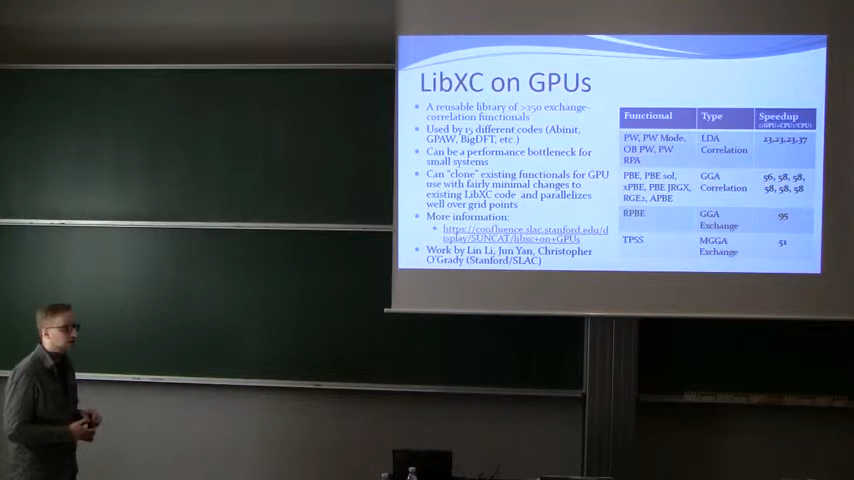 LibXC on GPUs
A reusable library of >250 exchange-
correlation functionals
Used by 15 different codes (Abinit,
GPAW, BigDFT, etc.)
Can be a performance bottleneck for
small systems
Can "clone" existing functionals for GPU
use with fairly minimal changes to
existing LibXC code and parallelizes
well over grid points
More information:
https://confluence.slac.stanford.edu/d
isplay/SUNCAT/libxc+on+GPUs
Work by Lin Li, Jun Yan, Christopher
O'Grady (Stanford/SLAC)
Functional Type Speedup
((GPU+CPU)/CPU)
PW, PW Mode, LDA 23,23,23,37
OB PW, PW Correlation
RPA
PBE, PBE sol, GGA 56, 58, 58,
xPBE, PBE JRGX, Correlation 58, 58, 58
RGE2, APBE
RPBE GGA 95
Exchange
TPSS MGGA 51
Exchange